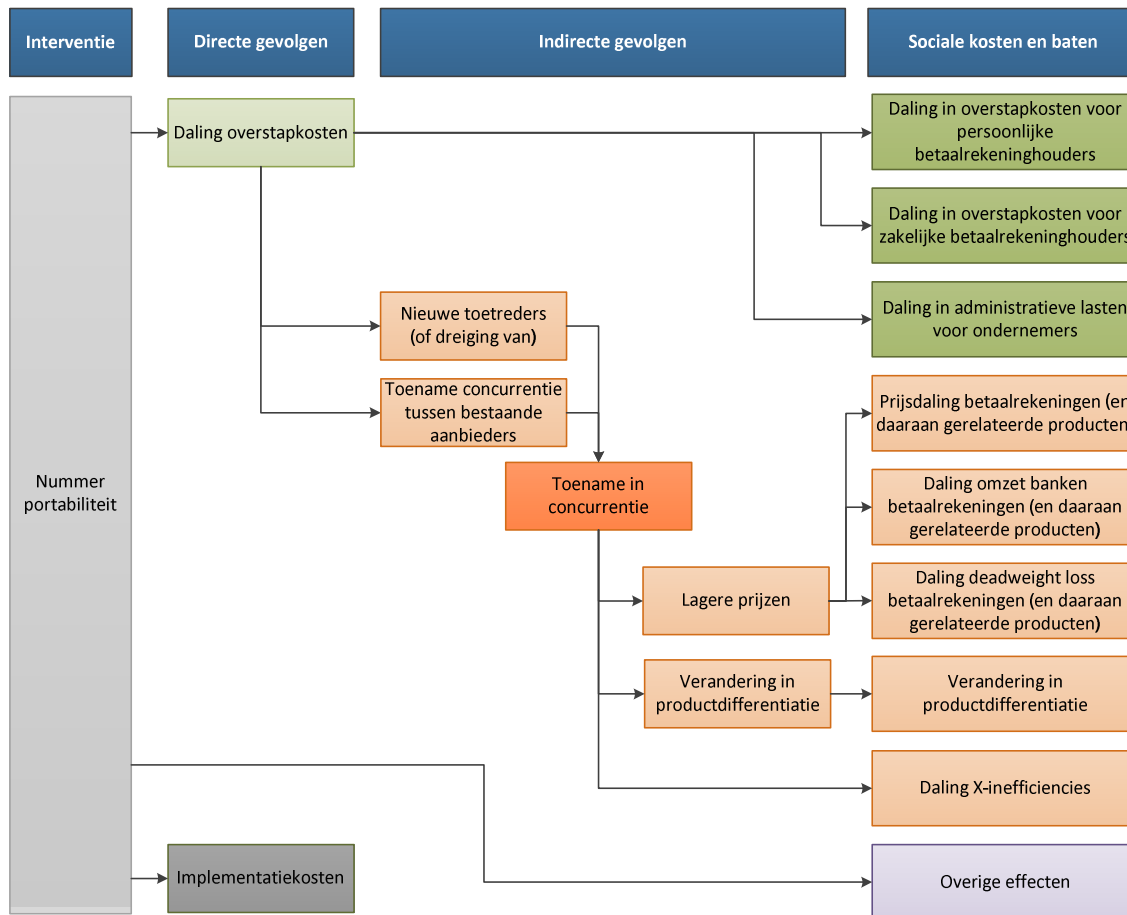 Interventie
Directe gevolgen
Indirecte gevolgen
Sociale kosten en baten
Nummer
portabiliteit
Daling overstapkosten
Daling in overstapkosten voor
persoonlijke
betaalrekeninghouders
Daling in overstapkosten voor
zakelijke betaalrekeninghouders
Nieuwe toetreders
(of dreiging van)
Daling in administratieve lasten
voor ondernemers
Toename concurrentie
tussen bestaande
aanbieders
Prijsdaling betaalrekeningen (en
daaraan gerelateerde producten
Toename in
concurrentie
Daling omzet banken
betaalrekeningen (en daaraan
gerelateerde producten)
Lagere prijzen
Daling deadweight loss
betaalrekeningen (en daaraan
gerelateerde producten)
Verandering in
productdifferentiatie
Verandering in
productdifferentiatie
Daling X-inefficiencies
Implementatiekosten
Overige effecten